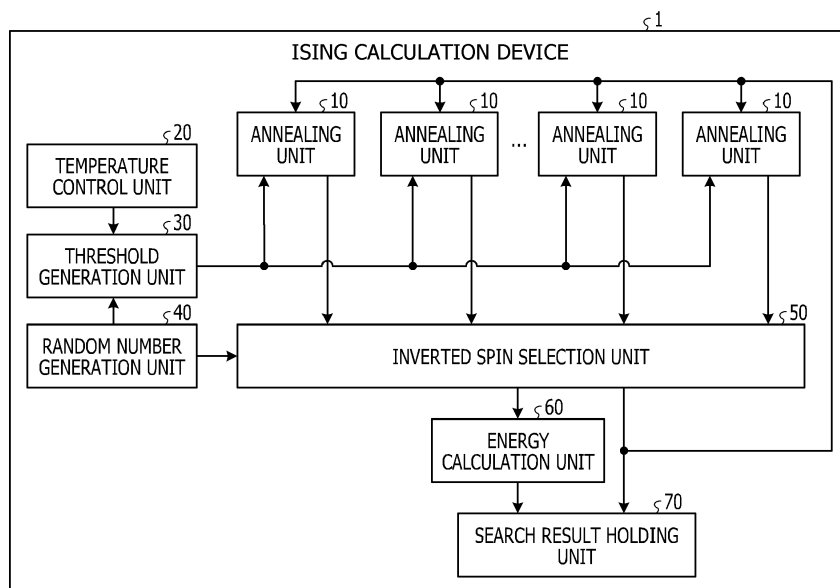 1
ISING CALCULATION DEVICE
10
ANNEALING
UNIT
10
ANNEALING
UNIT
...
10
ANNEALING
UNIT
10
ANNEALING
UNIT
20
TEMPERATURE
CONTROL UNIT
30
THRESHOLD
GENERATION UNIT
40
RANDOM NUMBER
GENERATION UNIT
50
INVERTED SPIN SELECTION UNIT
60
ENERGY
CALCULATION UNIT
70
SEARCH RESULT HOLDING
UNIT